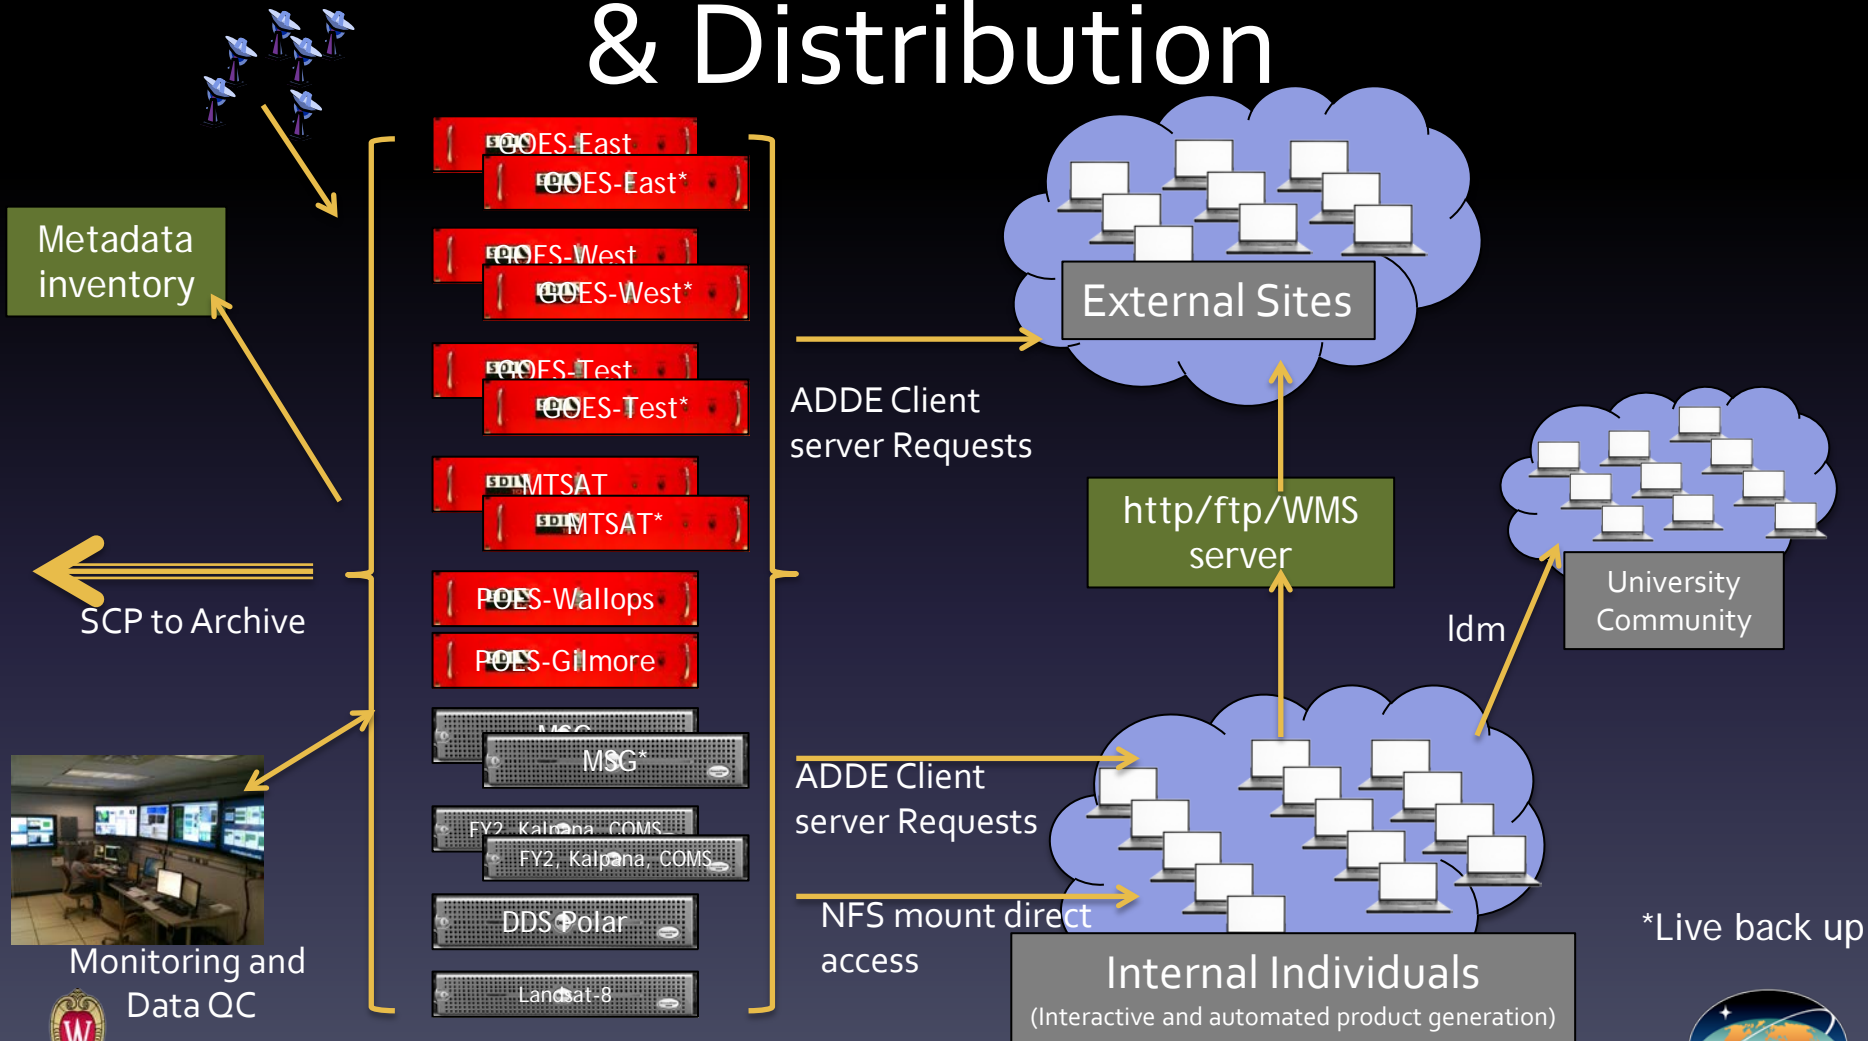 & Distribution
GOES-East
GOES-East*
GOES-West
GOES-West*
GOES-Test
GOES-Test*
MTSAT
MTSAT*
POES-Wallops
POES-Gilmore
MSG
MSG*
FY2, Kalpana, COMS
FY2, Kalpana, COMS
DDS Polar
Landsat-8
Metadata
inventory
SCP to Archive
Monitoring and
Data QC
W
ADDE Client
server Requests
External Sites
http/ftp/WMS
server
University
Community
ldm
ADDE Client
server Requests
NFS mount direct
access
Internal Individuals
(Interactive and automated product generation)
*Live back up